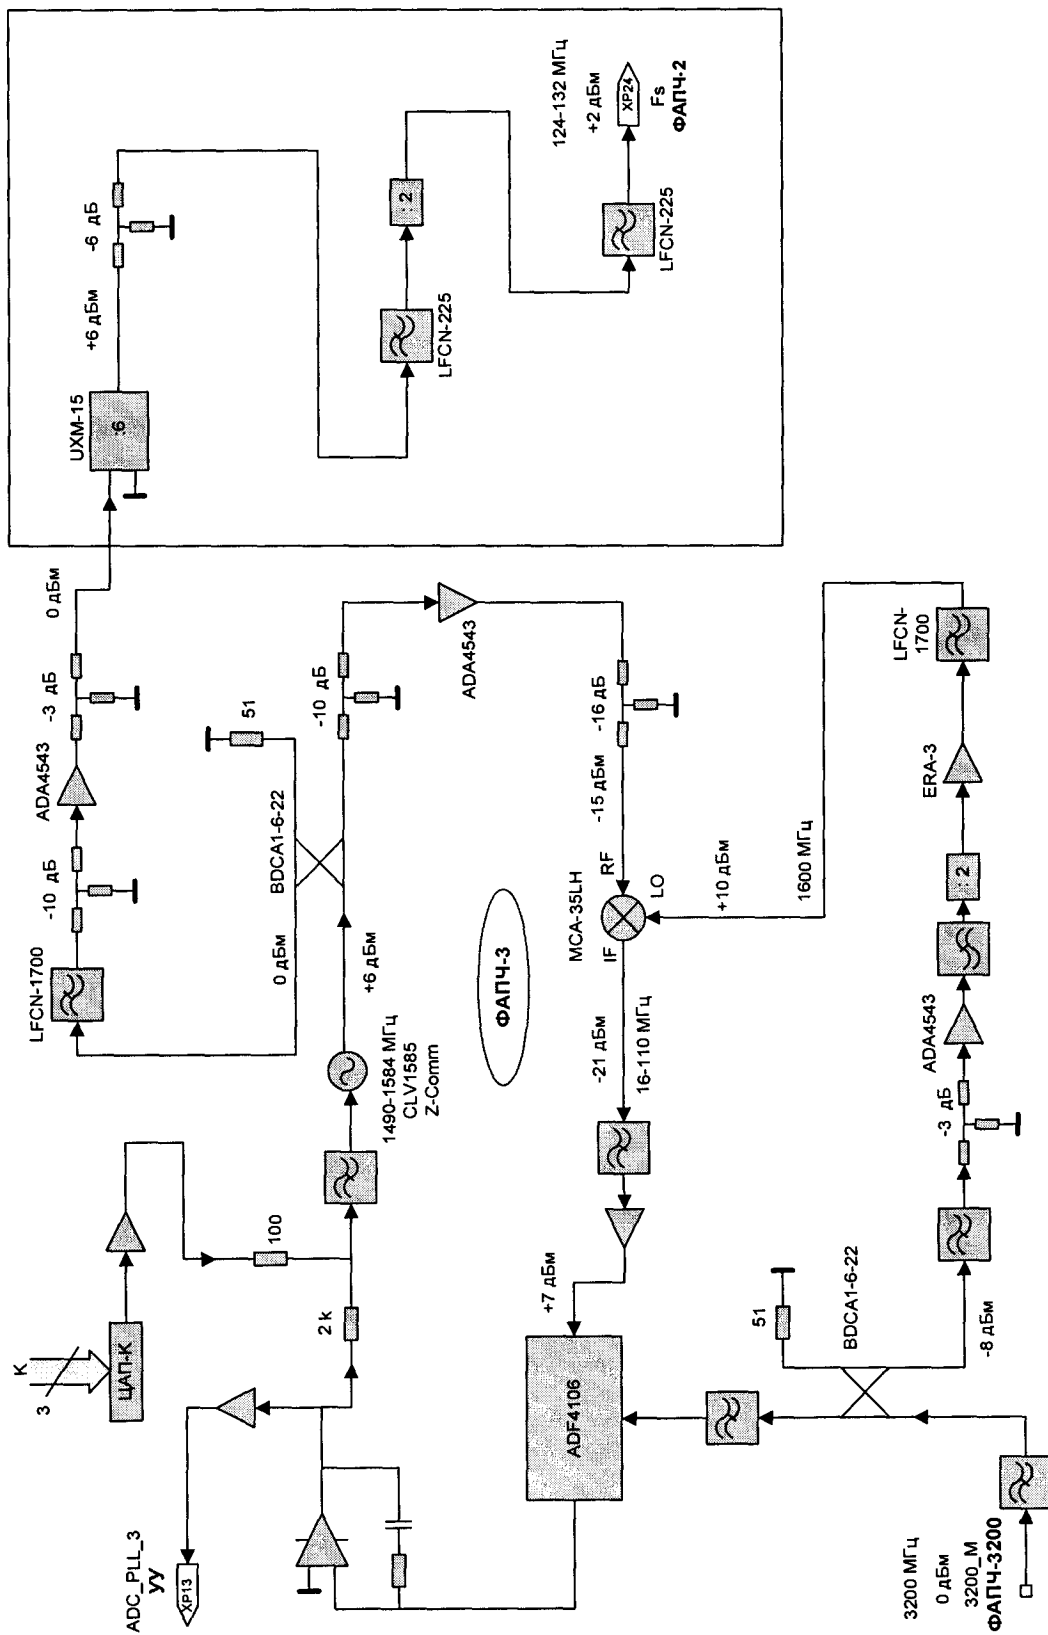 ADC_PLL_3
УУ
XP13
К
3
ЦАП-К
100
2 k
1490-1584 МГц
CLV1585
Z-Comm
+6 дБм
0 дБм
BDCA1-6-22
51
LFCN-1700
-10 дБ
ADA4543
-3 дБ
0 дБм
UXM-15
:6
+6 дБм
-6 дБ
LFCN-225
: 2
LFCN-225
124-132 МГц
+2 дБм
XP24
Fs
ФАПЧ-2
-10 дБ
ADA4543
-16 дБ
-15 дБм
RF
MCA-35LH
IF
LO
-21 дБм
16-110 МГц
+7 дБм
ФАПЧ-3
ADF4106
+10 дБм
1600 МГц
3200 МГц
0 дБм
3200_M
ФАПЧ-3200
51
BDCA1-6-22
-8 дБм
-3 дБ
ADA4543
: 2
ERA-3
LFCN-
1700